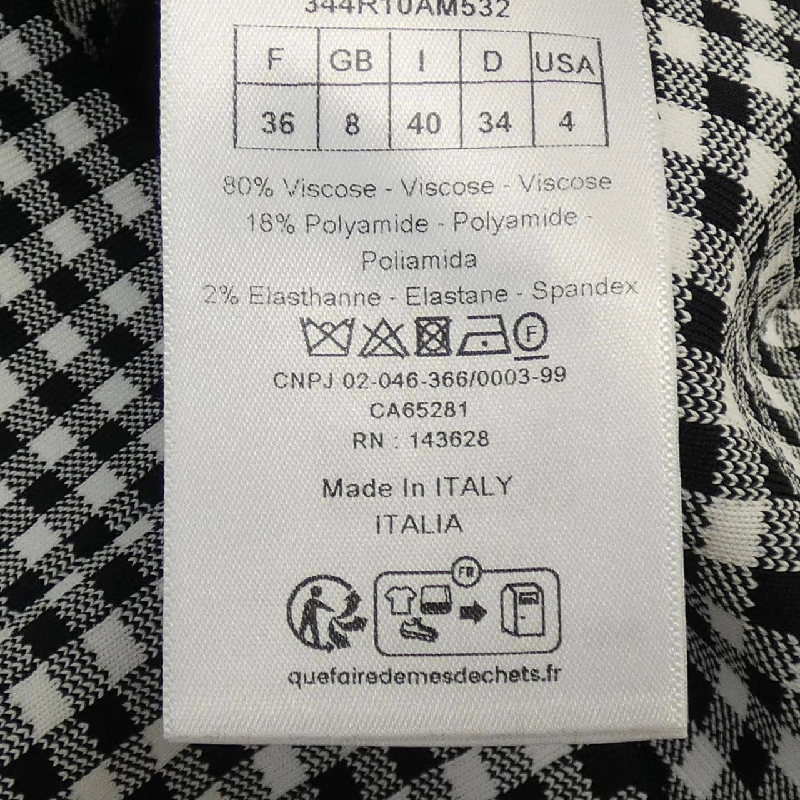 344R10AM532
F GB I D USA
36 8 40 34 4
80% Viscose - Viscose - Viscose
18% Polyamide - Polyamide -
Poliamida
2% Elasthanne - Elastane - Spandex
F
CNPJ 02-046-366/0003-99
CA65281
RN : 143628
Made In ITALY
ITALIA
FR
quefairedemesdechets.fr